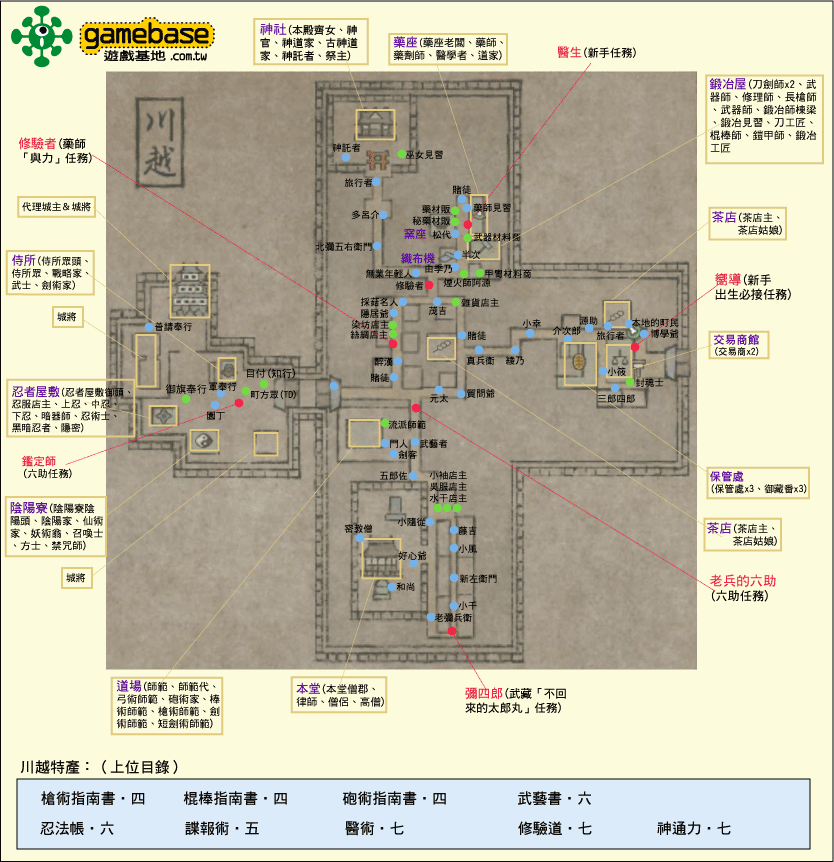 gamebase
遊戲基地 .com.tw
神社(本殿齊女、神
官、神道家、古神道
家、神託者、祭主)
藥座(藥座老闆、藥師、
藥劑師、醫學者、道家)
醫生(新手任務)
鍛冶屋(刀劍師x2、武
器師、修理師、長槍師
、武器師、鍛冶師棟梁
、鍛冶見習、刀工匠、
棍棒師、鎧甲師、鍛冶
工匠
川越
修驗者(藥師
「與力」任務)
代理城主＆城將
侍所(侍所眾頭、
侍所眾、戰略家、
武士、劍術家)
城將
忍者屋敷(忍者屋敷御頭、
忍服店主、上忍、中忍、
下忍、暗器師、忍術士、
黑暗忍者、隱密)
鑑定師
(六助任務)
陰陽寮(陰陽寮陰
陽頭、陰陽家、仙術
家、妖術翁、召喚士
、方士、禁咒師)
城將
茶店(茶店主、
茶店姑娘)
嚮導(新手
出生必接任務)
交易商館
(交易商x2)
保管處
(保管處x3、御藏番x3)
茶店(茶店主、
茶店姑娘)
老兵的六助
(六助任務)
神託者
巫女見習
旅行者
多呂介
北彌五右衛門
賭徒
藥師見習
藥材販
秘藥材販
窯座 松代
武器材料商
織布機
半次
由季乃
無業年輕人
修驗者
煙火師阿源
甲冑材料商
採菇名人
隱居爺
染坊店主
絲綢店主
茂吉
雜貨店主
賭徒
真兵衛
綾乃
小幸
介次郎
源助
旅行者
本地的町民
博學爺
小筱
封魂士
三郎四郎
醉漢
賭徒
元太
質問爺
普請奉行
目付(知行)
御旗奉行
軍奉行
町方眾(TD)
園丁
流派師範
門人
武藝者
劍客
五郎佐
小袖店主
吳服店主
水干店主
密教僧
小隨從
藤吉
小風
好心爺
新左衛門
和尚
小千
老彌兵衛
道場(師範、師範代、
弓術師範、砲術家、棒
術師範、槍術師範、劍
術師範、短劍術師範)
本堂(本堂僧郡、
律師、僧侶、高僧)
彌四郎(武藏「不回
來的太郎丸」任務)
川越特產：（上位目錄）
槍術指南書・四
棍棒指南書・四
砲術指南書・四
武藝書・六
忍法帳・六
諜報術・五
醫術・七
修驗道・七
神通力・七